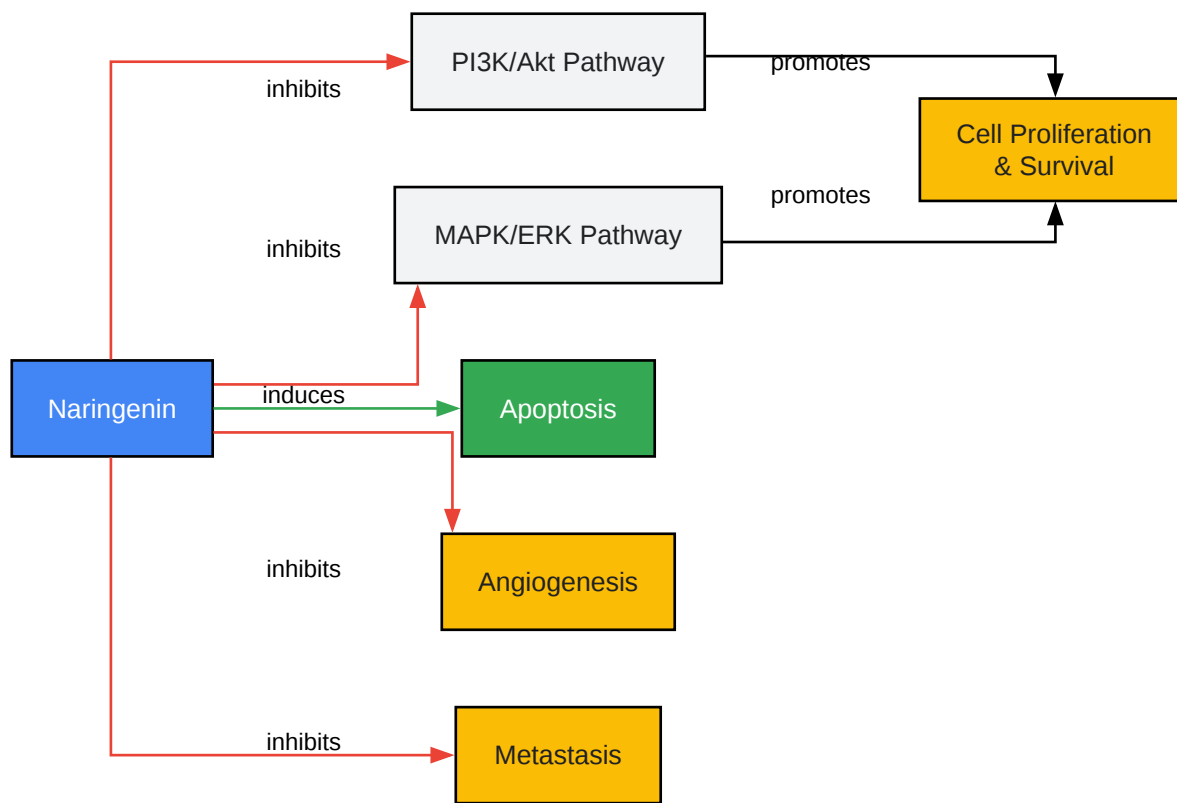 PI3K/Akt Pathway
promotes
inhibits
Cell Proliferation
& Survival
promotes
MAPK/ERK Pathway
inhibits
induces
Naringenin
Apoptosis
inhibits
Angiogenesis
inhibits
Metastasis